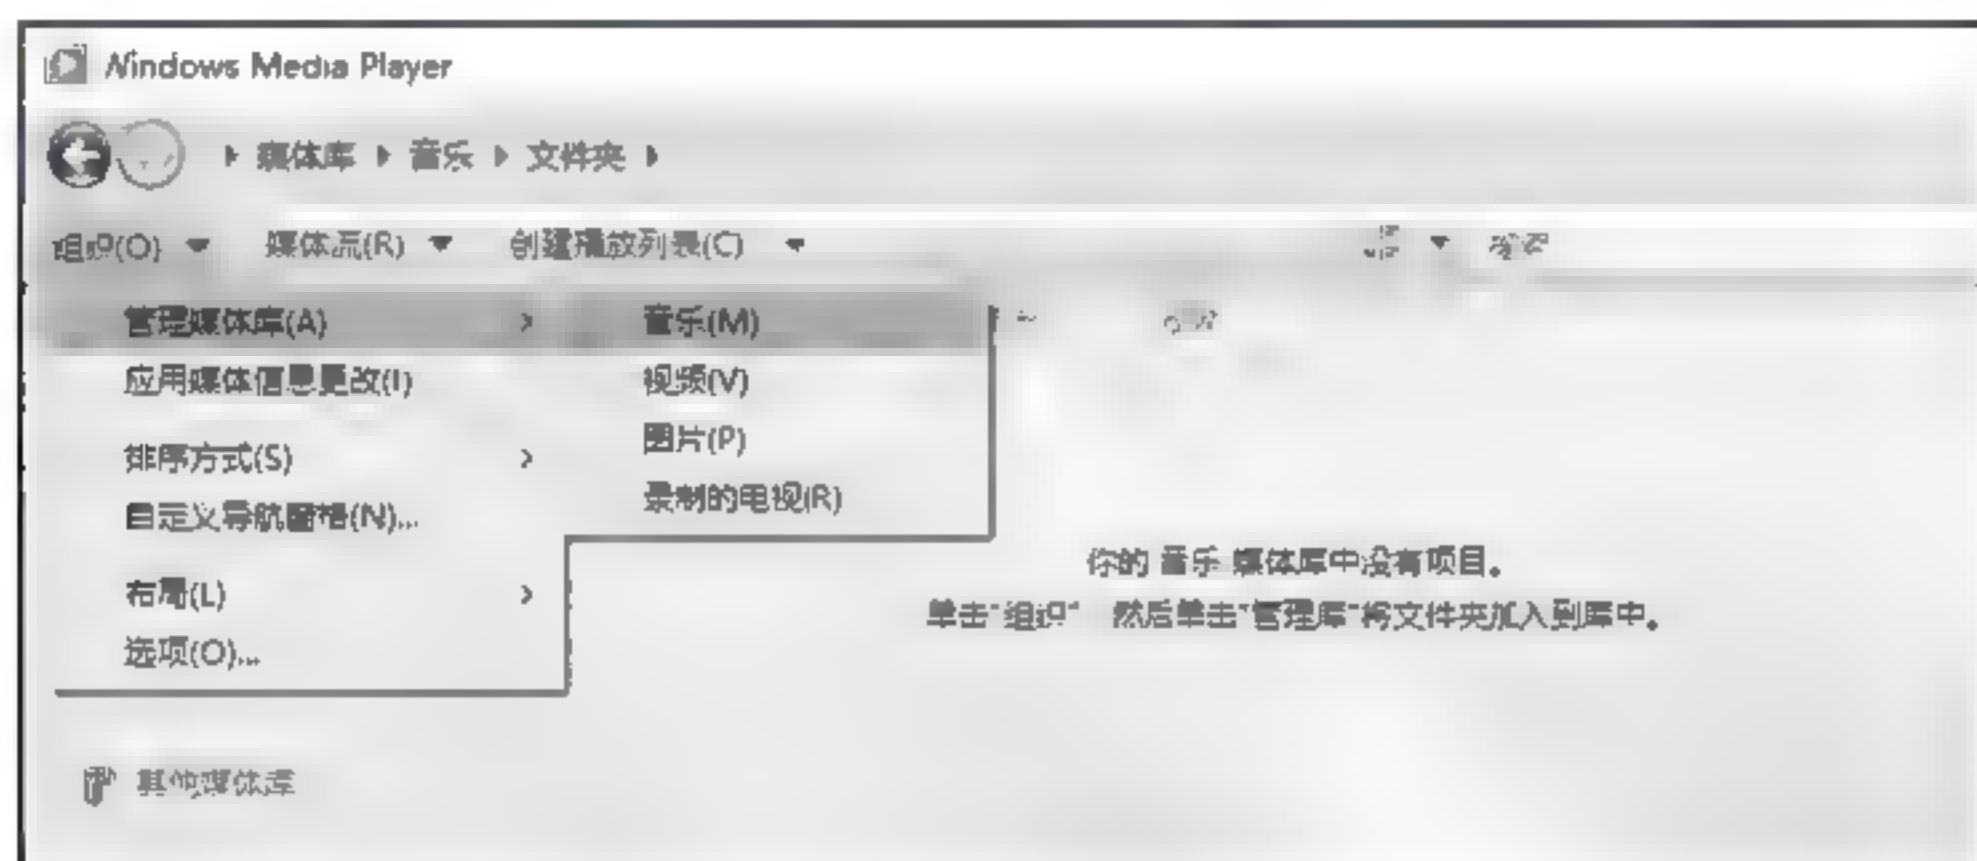 Windows Media Player
媒体库 音乐 文件夹
组织(O) 媒体流(R) 创建播放列表(C)
管理媒体库(A) 音乐(M)
应用媒体信息更改(I) 视频(V)
图片(P)
排序方式(S)
录制的电视(R)
自定义导航窗格(N)...
你的 音乐 媒体库中没有项目。
布局(L)
单击"组织" 然后单击"管理库"将文件夹加入到库中。
选项(O)...
其他媒体库